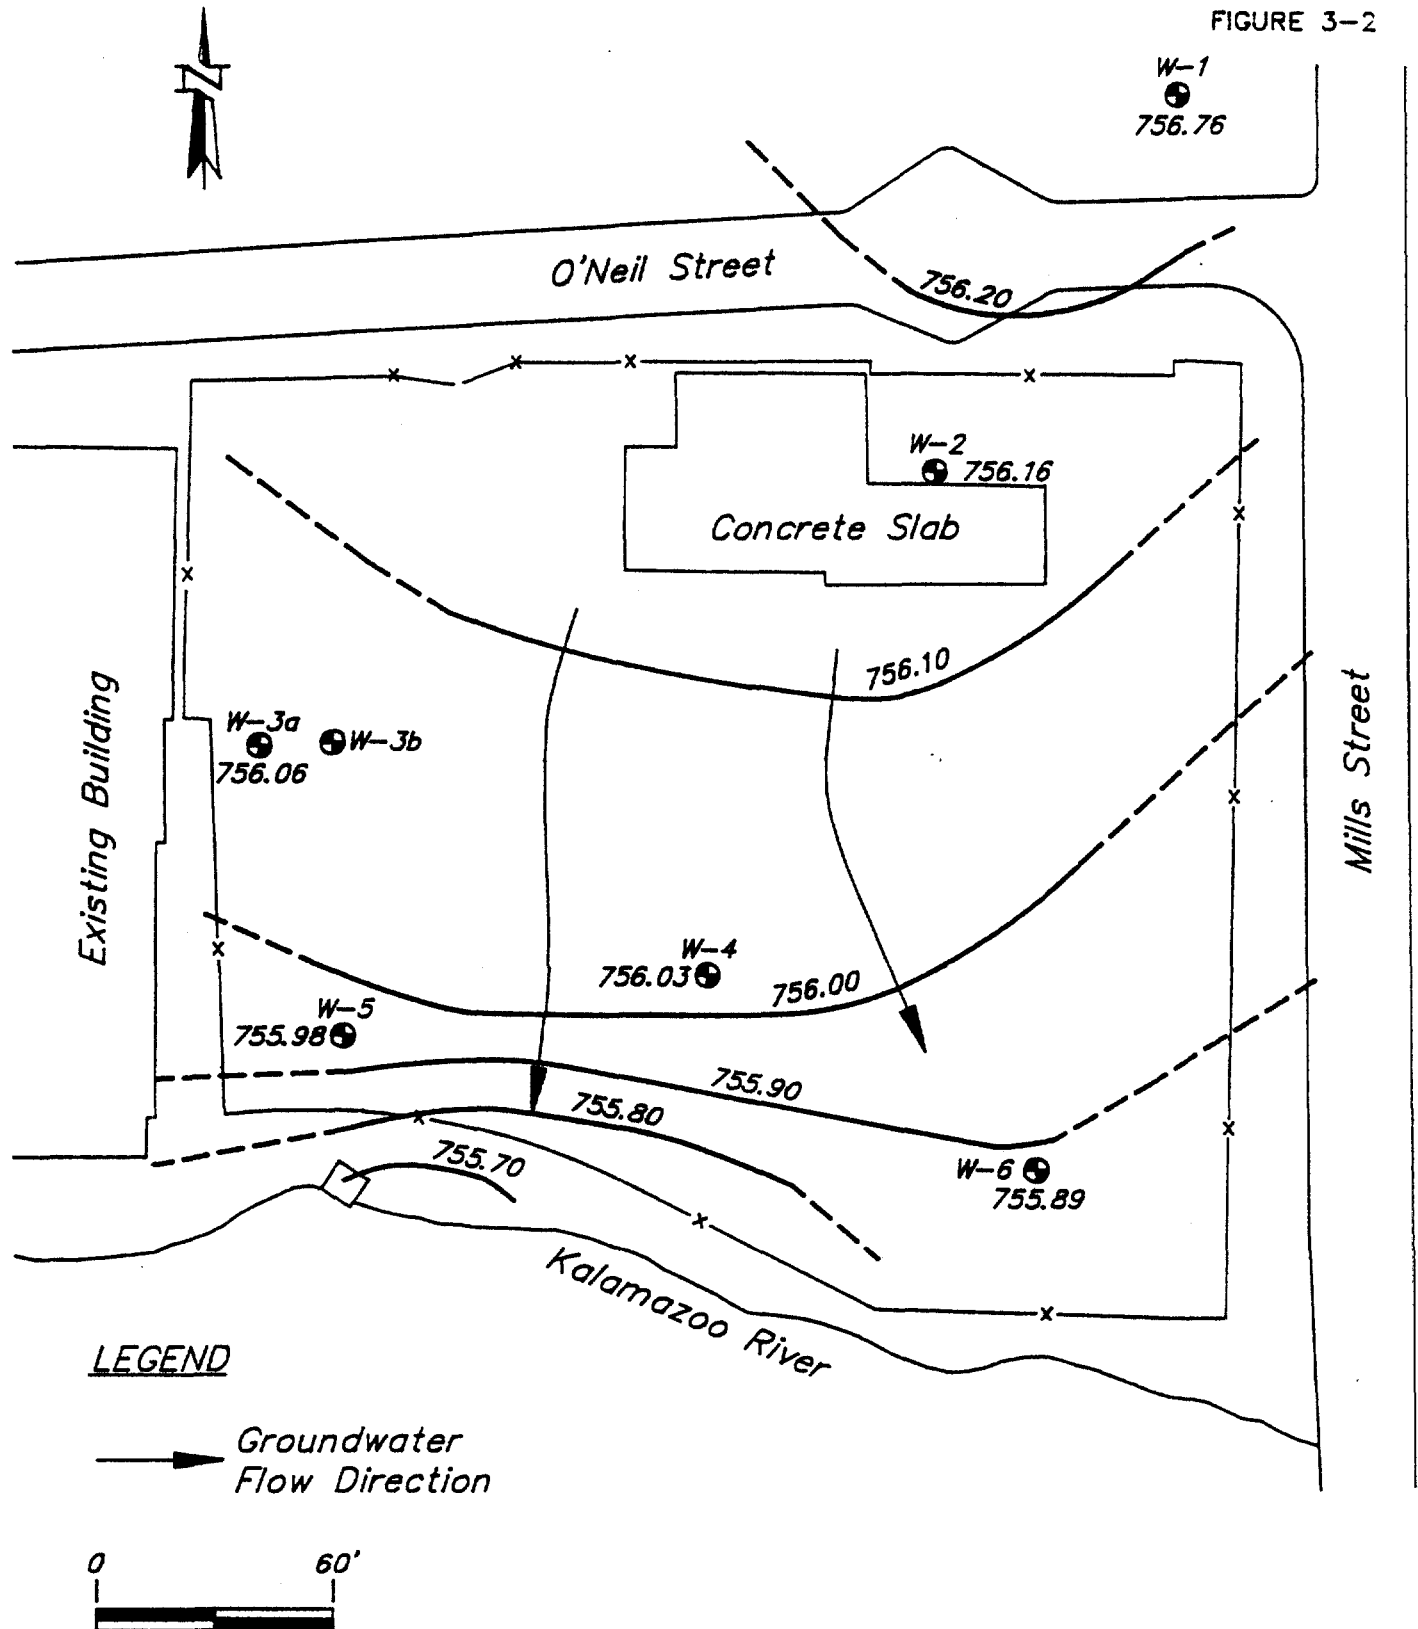 FIGURE 3-2
W-1
756.76
N
O'Neil Street
756.20
W-2
756.16
Concrete Slab
756.10
W-3a
W-3b
756.06
Existing Building
Mills Street
W-4
756.03
756.00
W-5
755.98
755.90
755.80
755.70
W-6
755.89
Kalamazoo River
LEGEND
Groundwater
Flow Direction
0 60'